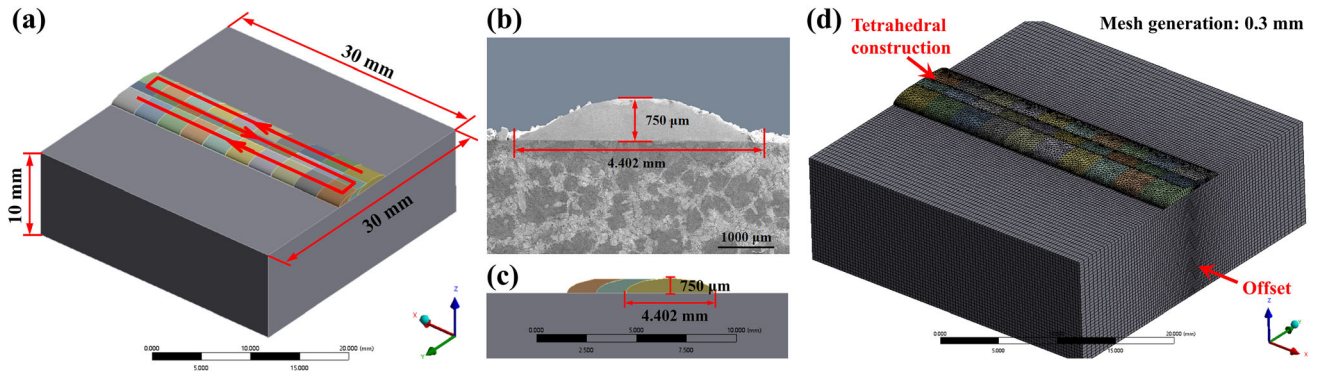 (a)
30 mm
10 mm
30 mm
X
Y
Z
0.000
10.000
20.000 (mm)
5.000
15.000
(b)
750 μm
4.402 mm
1000 μm
(c)
750 μm
4.402 mm
0.000
5.000
10.000 (mm)
2.500
7.500
(d)
Mesh generation: 0.3 mm
Tetrahedral
construction
Offset
0.000
10.000
20.000 (mm)
5.000
15.000
Z
Y
X